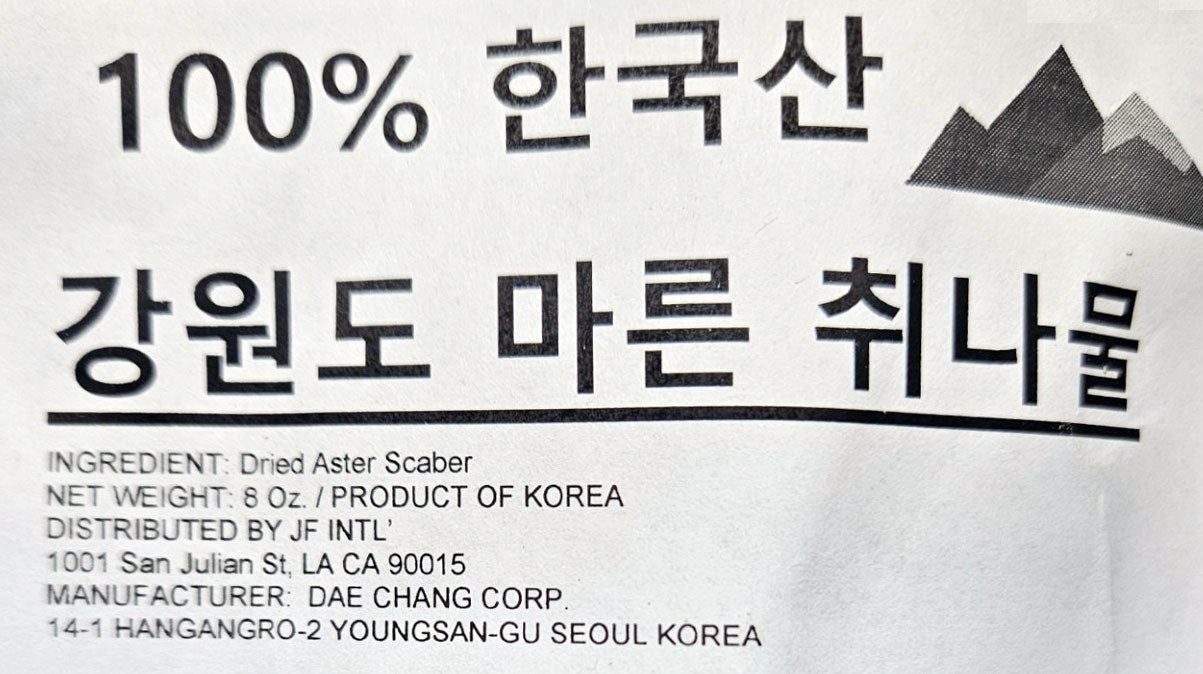 100% 한국산
강원도 마른 취나물
INGREDIENT: Dried Aster Scaber
NET WEIGHT: 8 Oz. / PRODUCT OF KOREA
DISTRIBUTED BY JF INTL'
1001 San Julian St, LA CA 90015
MANUFACTURER: DAE CHANG CORP.
14-1 HANGANGRO-2 YOUNGSAN-GU SEOUL KOREA